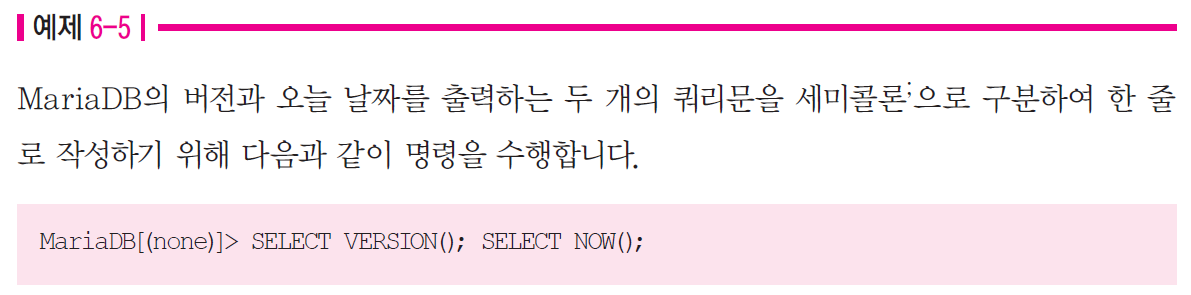 예제 6-5
MariaDB의 버전과 오늘 날짜를 출력하는 두 개의 쿼리문을 세미콜론;으로 구분하여 한 줄
로 작성하기 위해 다음과 같이 명령을 수행합니다.
MariaDB[(none)]> SELECT VERSION(); SELECT NOW();